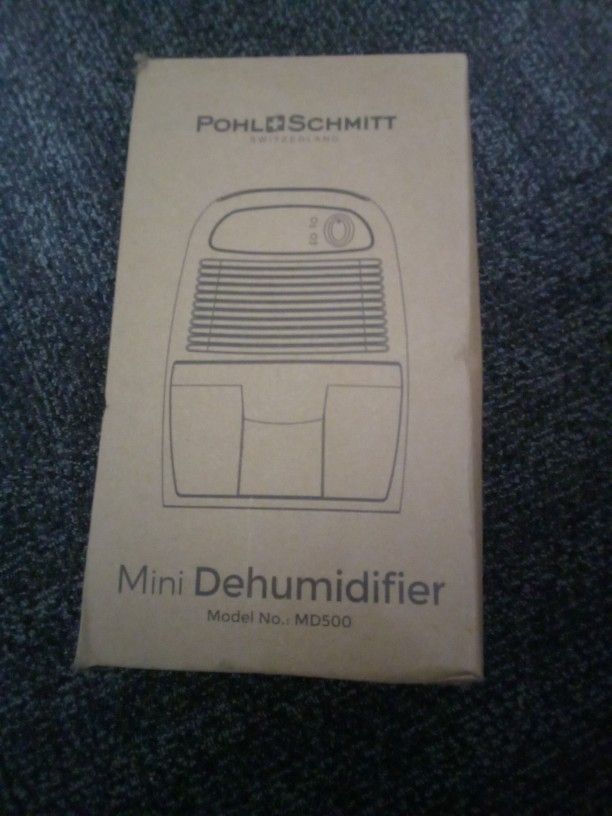 POHL SCHMITT
SWITZERLAND
Mini Dehumidifier
Model No.: MD500